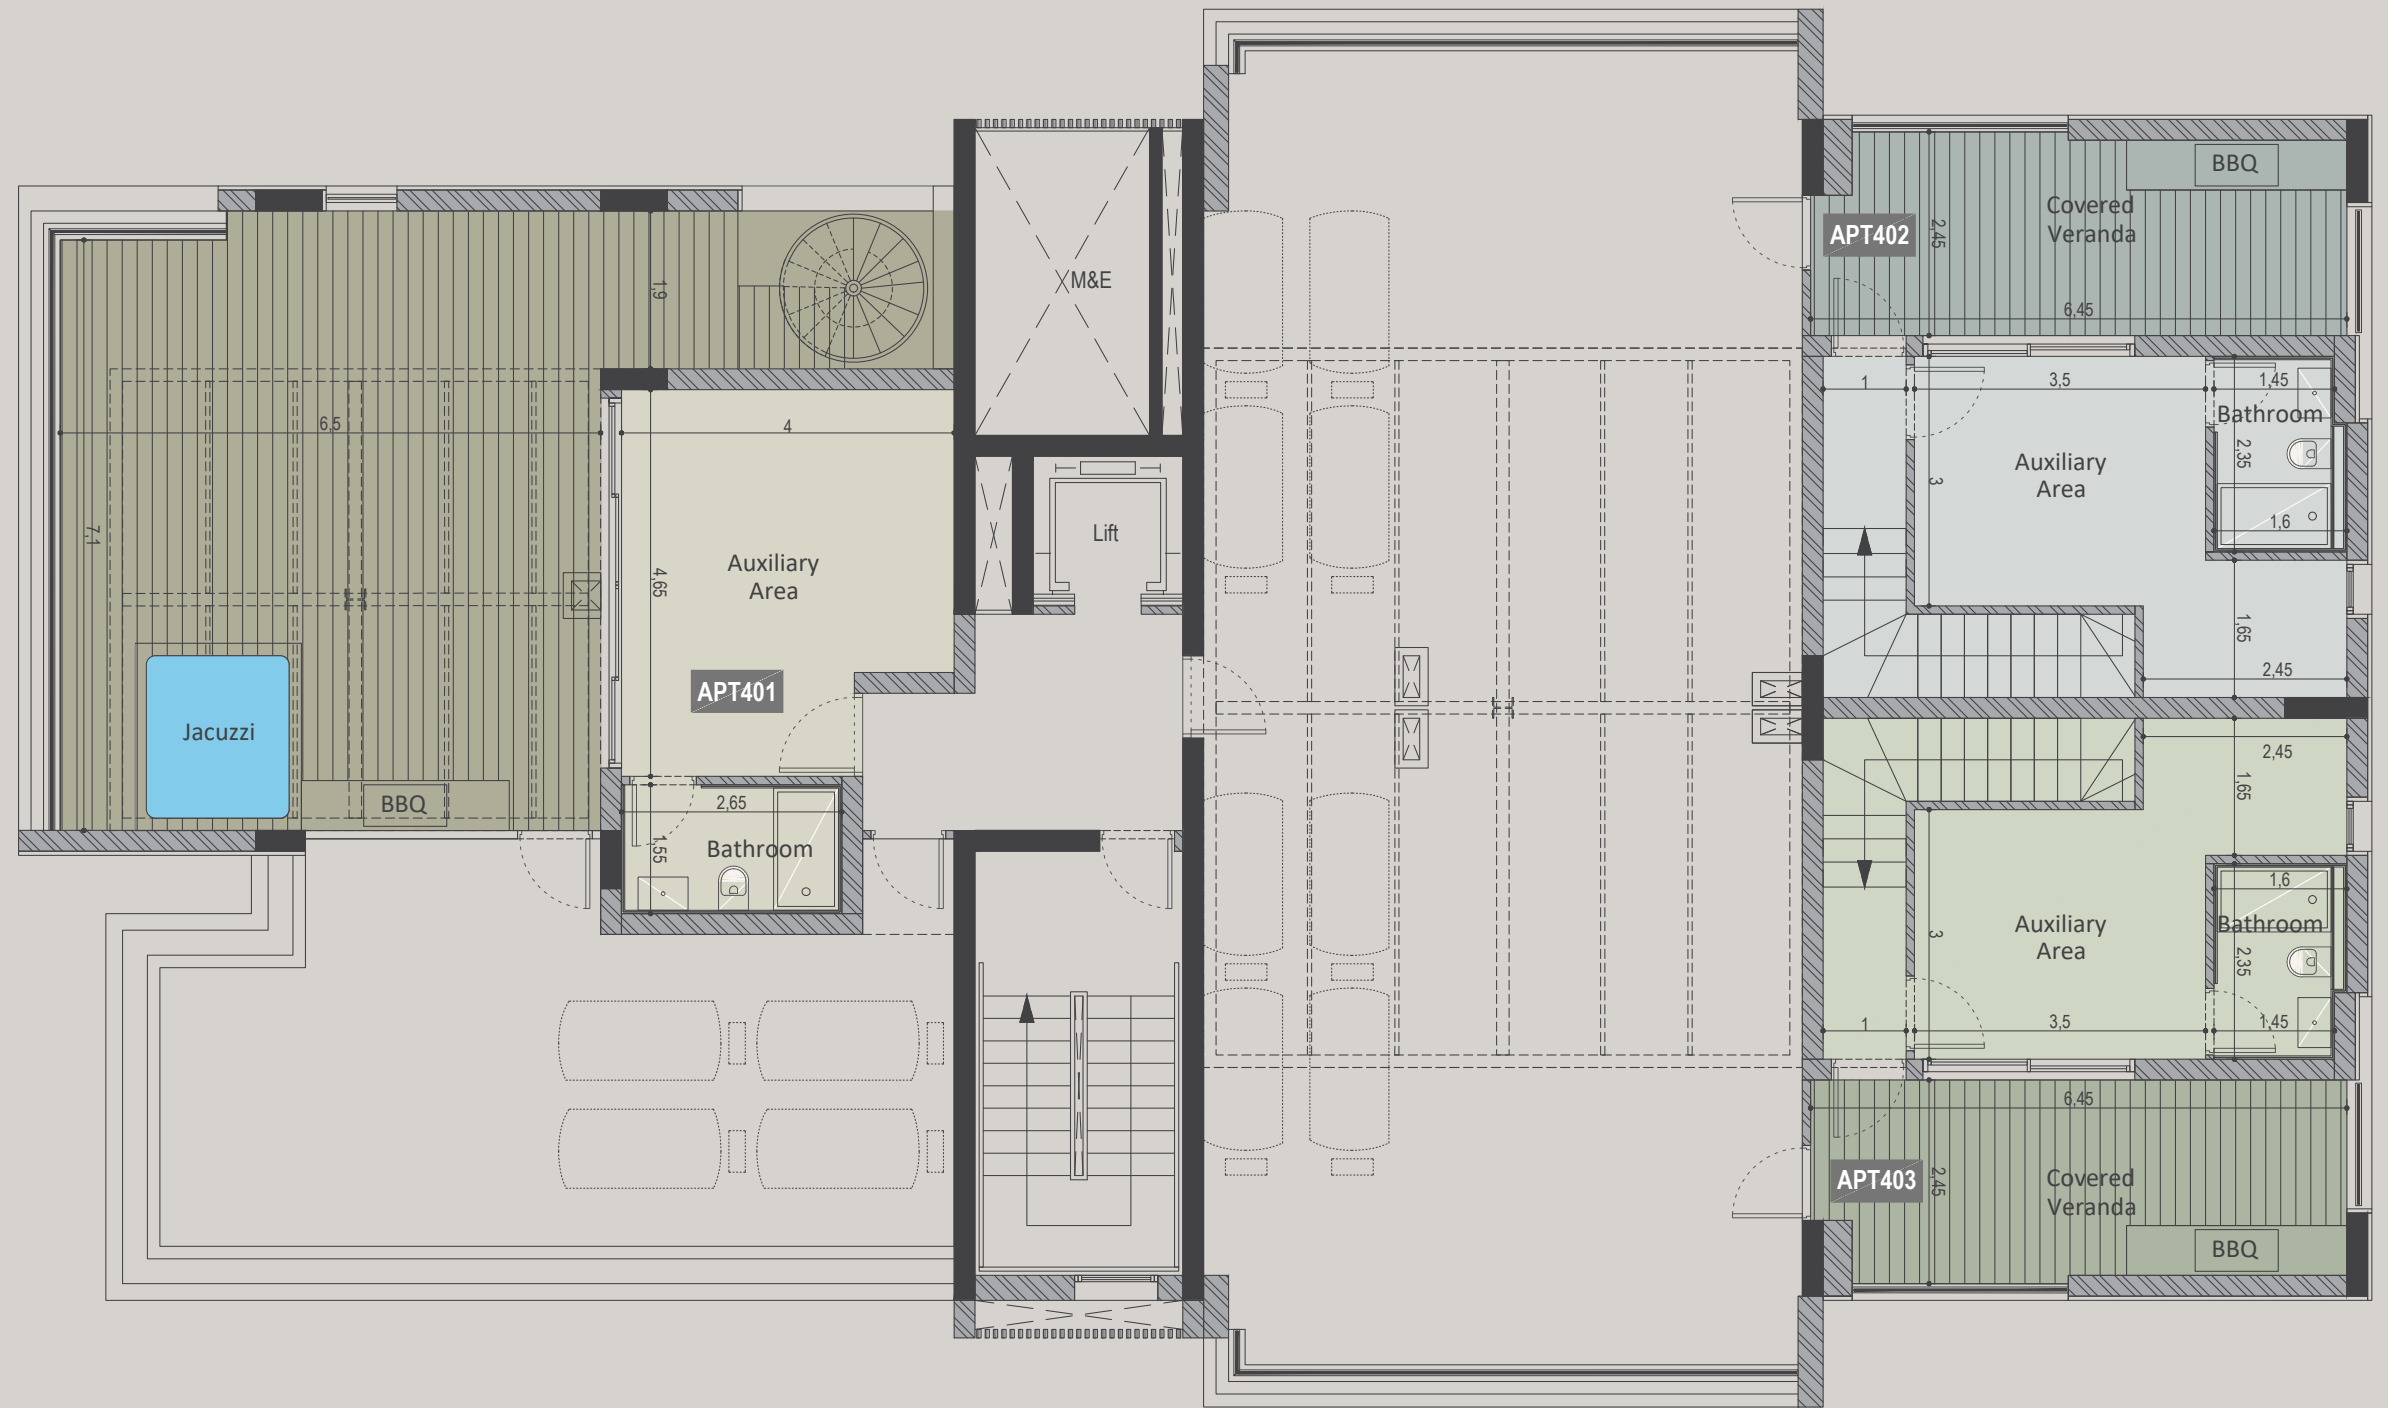 BBQ
Covered
Veranda
APT402
2,45
6,45
1,9
M&E
1
3,5
1,45
Bathroom
2,35
6,5
4
Auxiliary
Area
3
1,6
7,1
Lift
Auxiliary
Area
4,65
1,65
2,45
APT401
Jacuzzi
2,45
1,65
BBQ
2,65
Bathroom
1,55
1,6
Auxiliary
Area
Bathroom
3
2,35
1
3,5
1,45
6,45
APT403
2,45
Covered
Veranda
BBQ